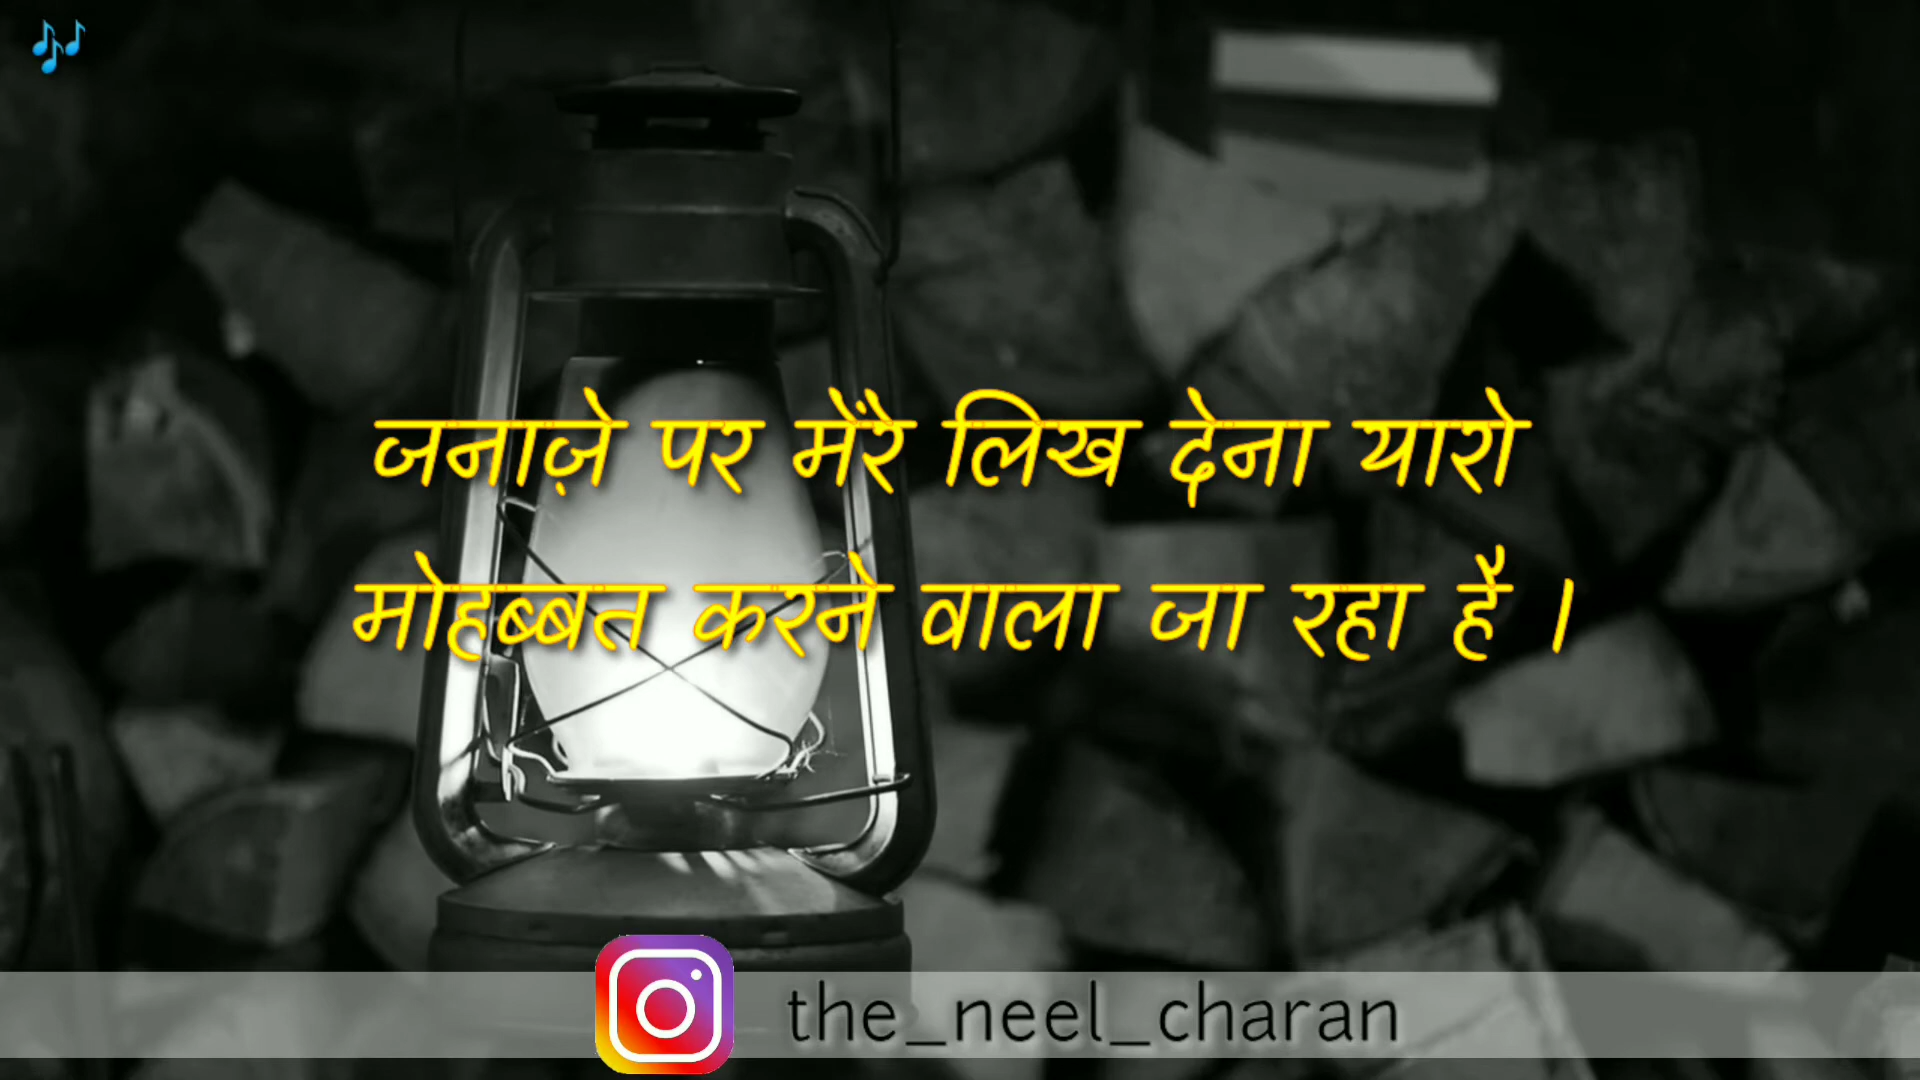 जनाज़े पर मेंरे लिख देना यारो
मोहब्बत करने वाला जा रहा है ।
the_neel_charan